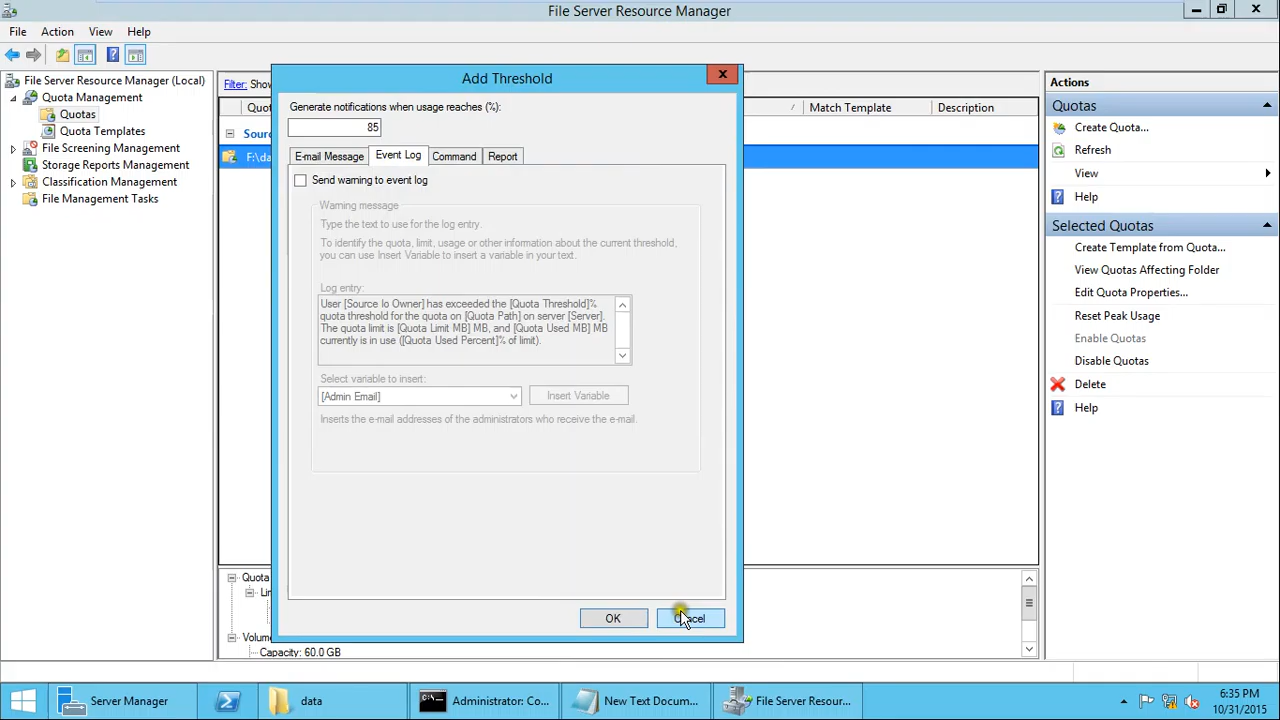 File Server Resource Manager
File Action View Help
File Server Resource Manager (Local)
Quota Management
Quotas
Quota Templates
File Screening Management
Storage Reports Management
Classification Management
File Management Tasks
Filter: Show
Quot
Match Template
Description
Sourc
F:\da
Add Threshold
Generate notifications when usage reaches (%):
85
E-mail Message Event Log Command Report
Send warning to event log
Warning message
Type the text to use for the log entry.
To identify the quota, limit, usage or other information about the current threshold,
you can use Insert Variable to insert a variable in your text.
Log entry:
User [Source Io Owner] has exceeded the [Quota Threshold]%
quota threshold for the quota on [Quota Path] on server [Server].
The quota limit is [Quota Limit MB] MB, and [Quota Used MB] MB
currently is in use ([Quota Used Percent]% of limit).
Select variable to insert:
[Admin Email]
Insert Variable
Inserts the e-mail addresses of the administrators who receive the e-mail.
OK
Cancel
Quota
Lin
Volum
Capacity: 60.0 GB
Actions
Quotas
Create Quota...
Refresh
View
Help
Selected Quotas
Create Template from Quota...
View Quotas Affecting Folder
Edit Quota Properties...
Reset Peak Usage
Enable Quotas
Disable Quotas
Delete
Help
Server Manager
data
Administrator: Co...
New Text Docum...
File Server Resour...
6:35 PM
10/31/2015